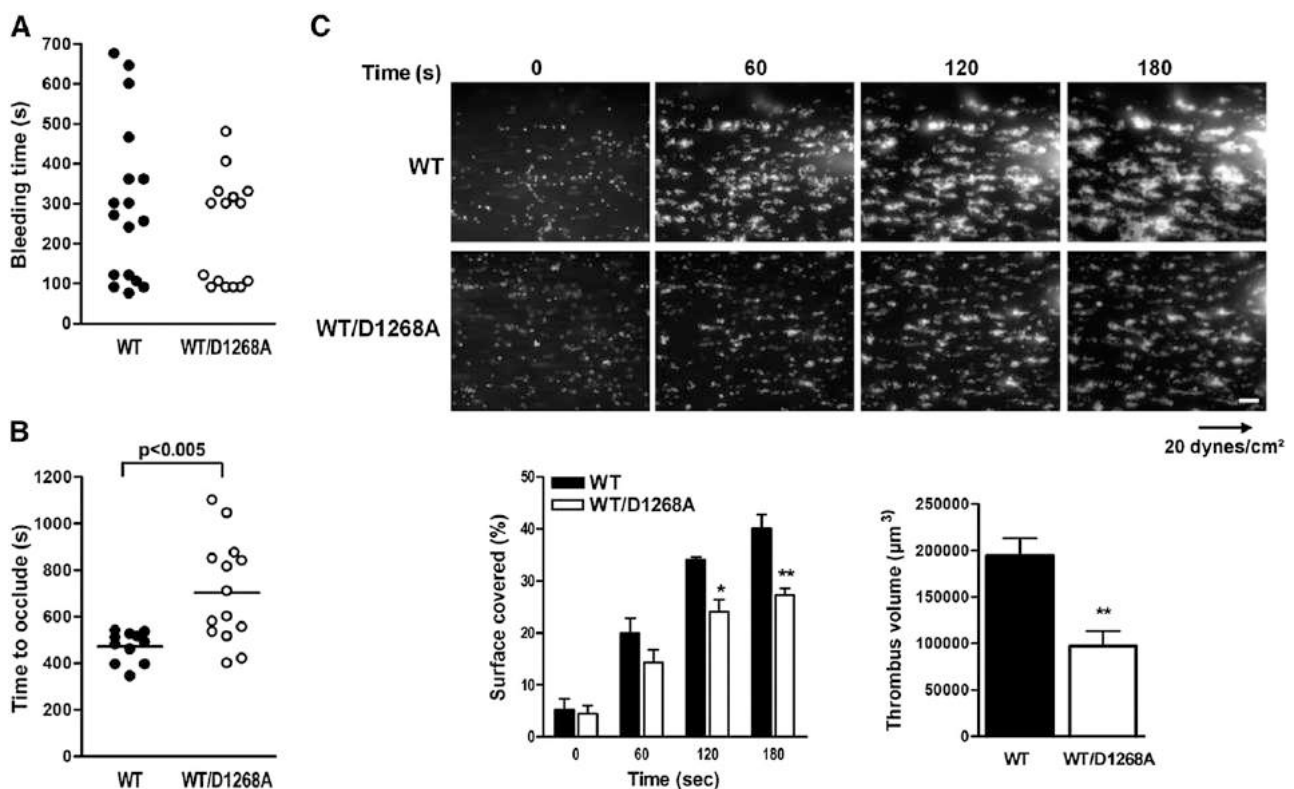 A
Bleeding time (s)
700
600
500
400
300
200
100
0
WT WT/D1268A
B
p<0.005
Time to occlude (s)
1200
1000
800
600
400
200
0
WT WT/D1268A
C
Time (s) 0 60 120 180
WT
WT/D1268A
20 dynes/cm²
Surface covered (%)
50
40
30
20
10
0
WT
WT/D1268A
*
**
0 60 120 180
Time (sec)
Thrombus volume (µm ³)
250000
200000
150000
100000
50000
0
**
WT WT/D1268A